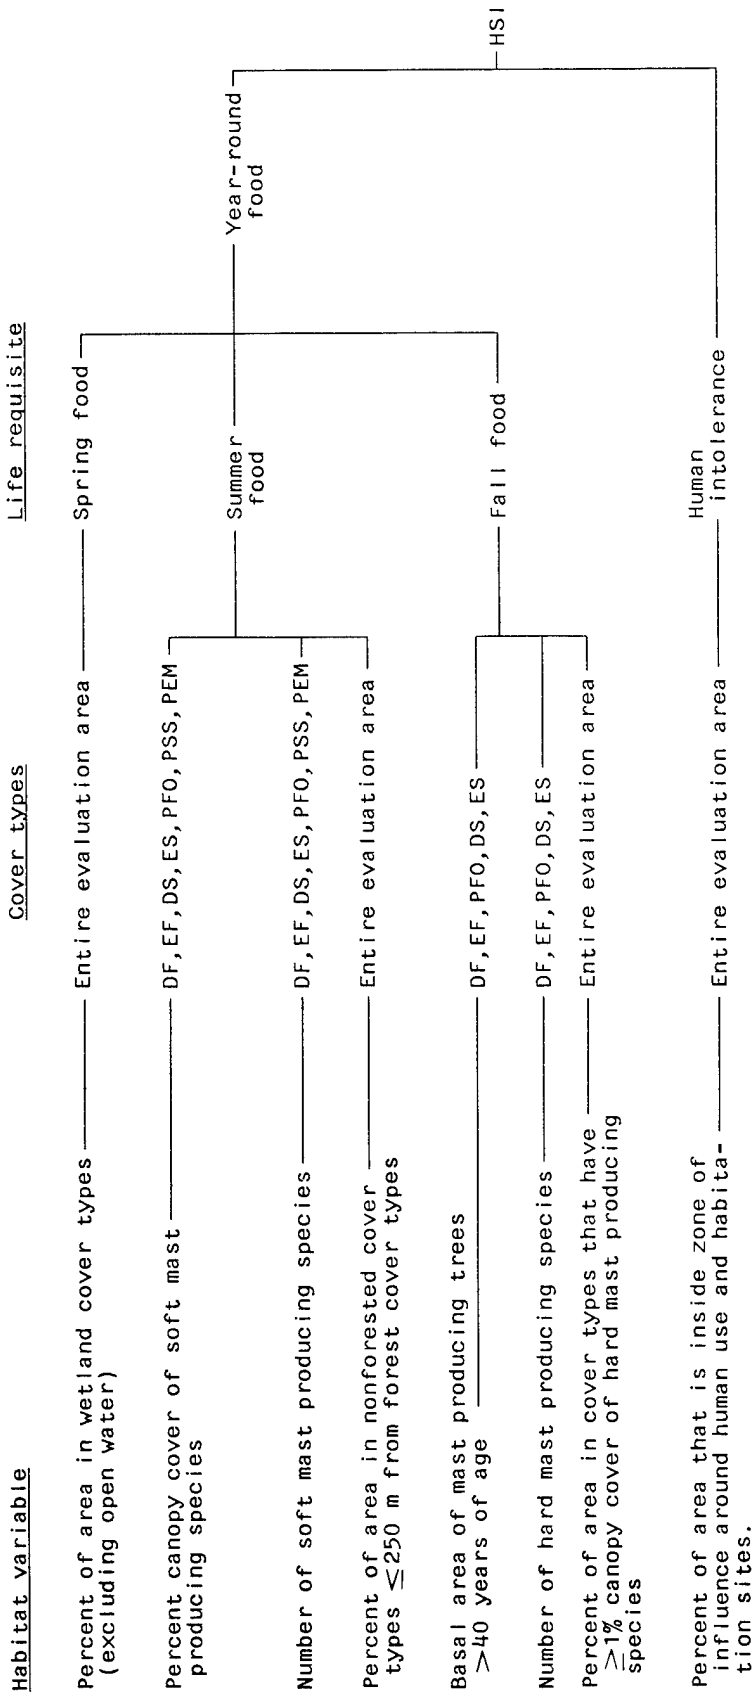 Habitat variable
Cover types
Life requisite
Percent of area in wetland cover types
(excluding open water)
Entire evaluation area
Spring food
Percent canopy cover of soft mast
producing species
DF,EF,DS,ES,PFO,PSS,PEM
Summer
food
Year-round
food
Number of soft mast producing species
DF,EF,DS,ES,PFO,PSS,PEM
Percent of area in nonforested cover
types ≤250 m from forest cover types
Entire evaluation area
HSI
Basal area of mast producing trees
>40 years of age
DF,EF,PFO,DS,ES
Fall food
Number of hard mast producing species
DF,EF,PFO,DS,ES
Percent of area in cover types that have
≥1% canopy cover of hard mast producing
species
Entire evaluation area
Percent of area that is inside zone of
influence around human use and habita-
tion sites.
Entire evaluation area
Human
intolerance